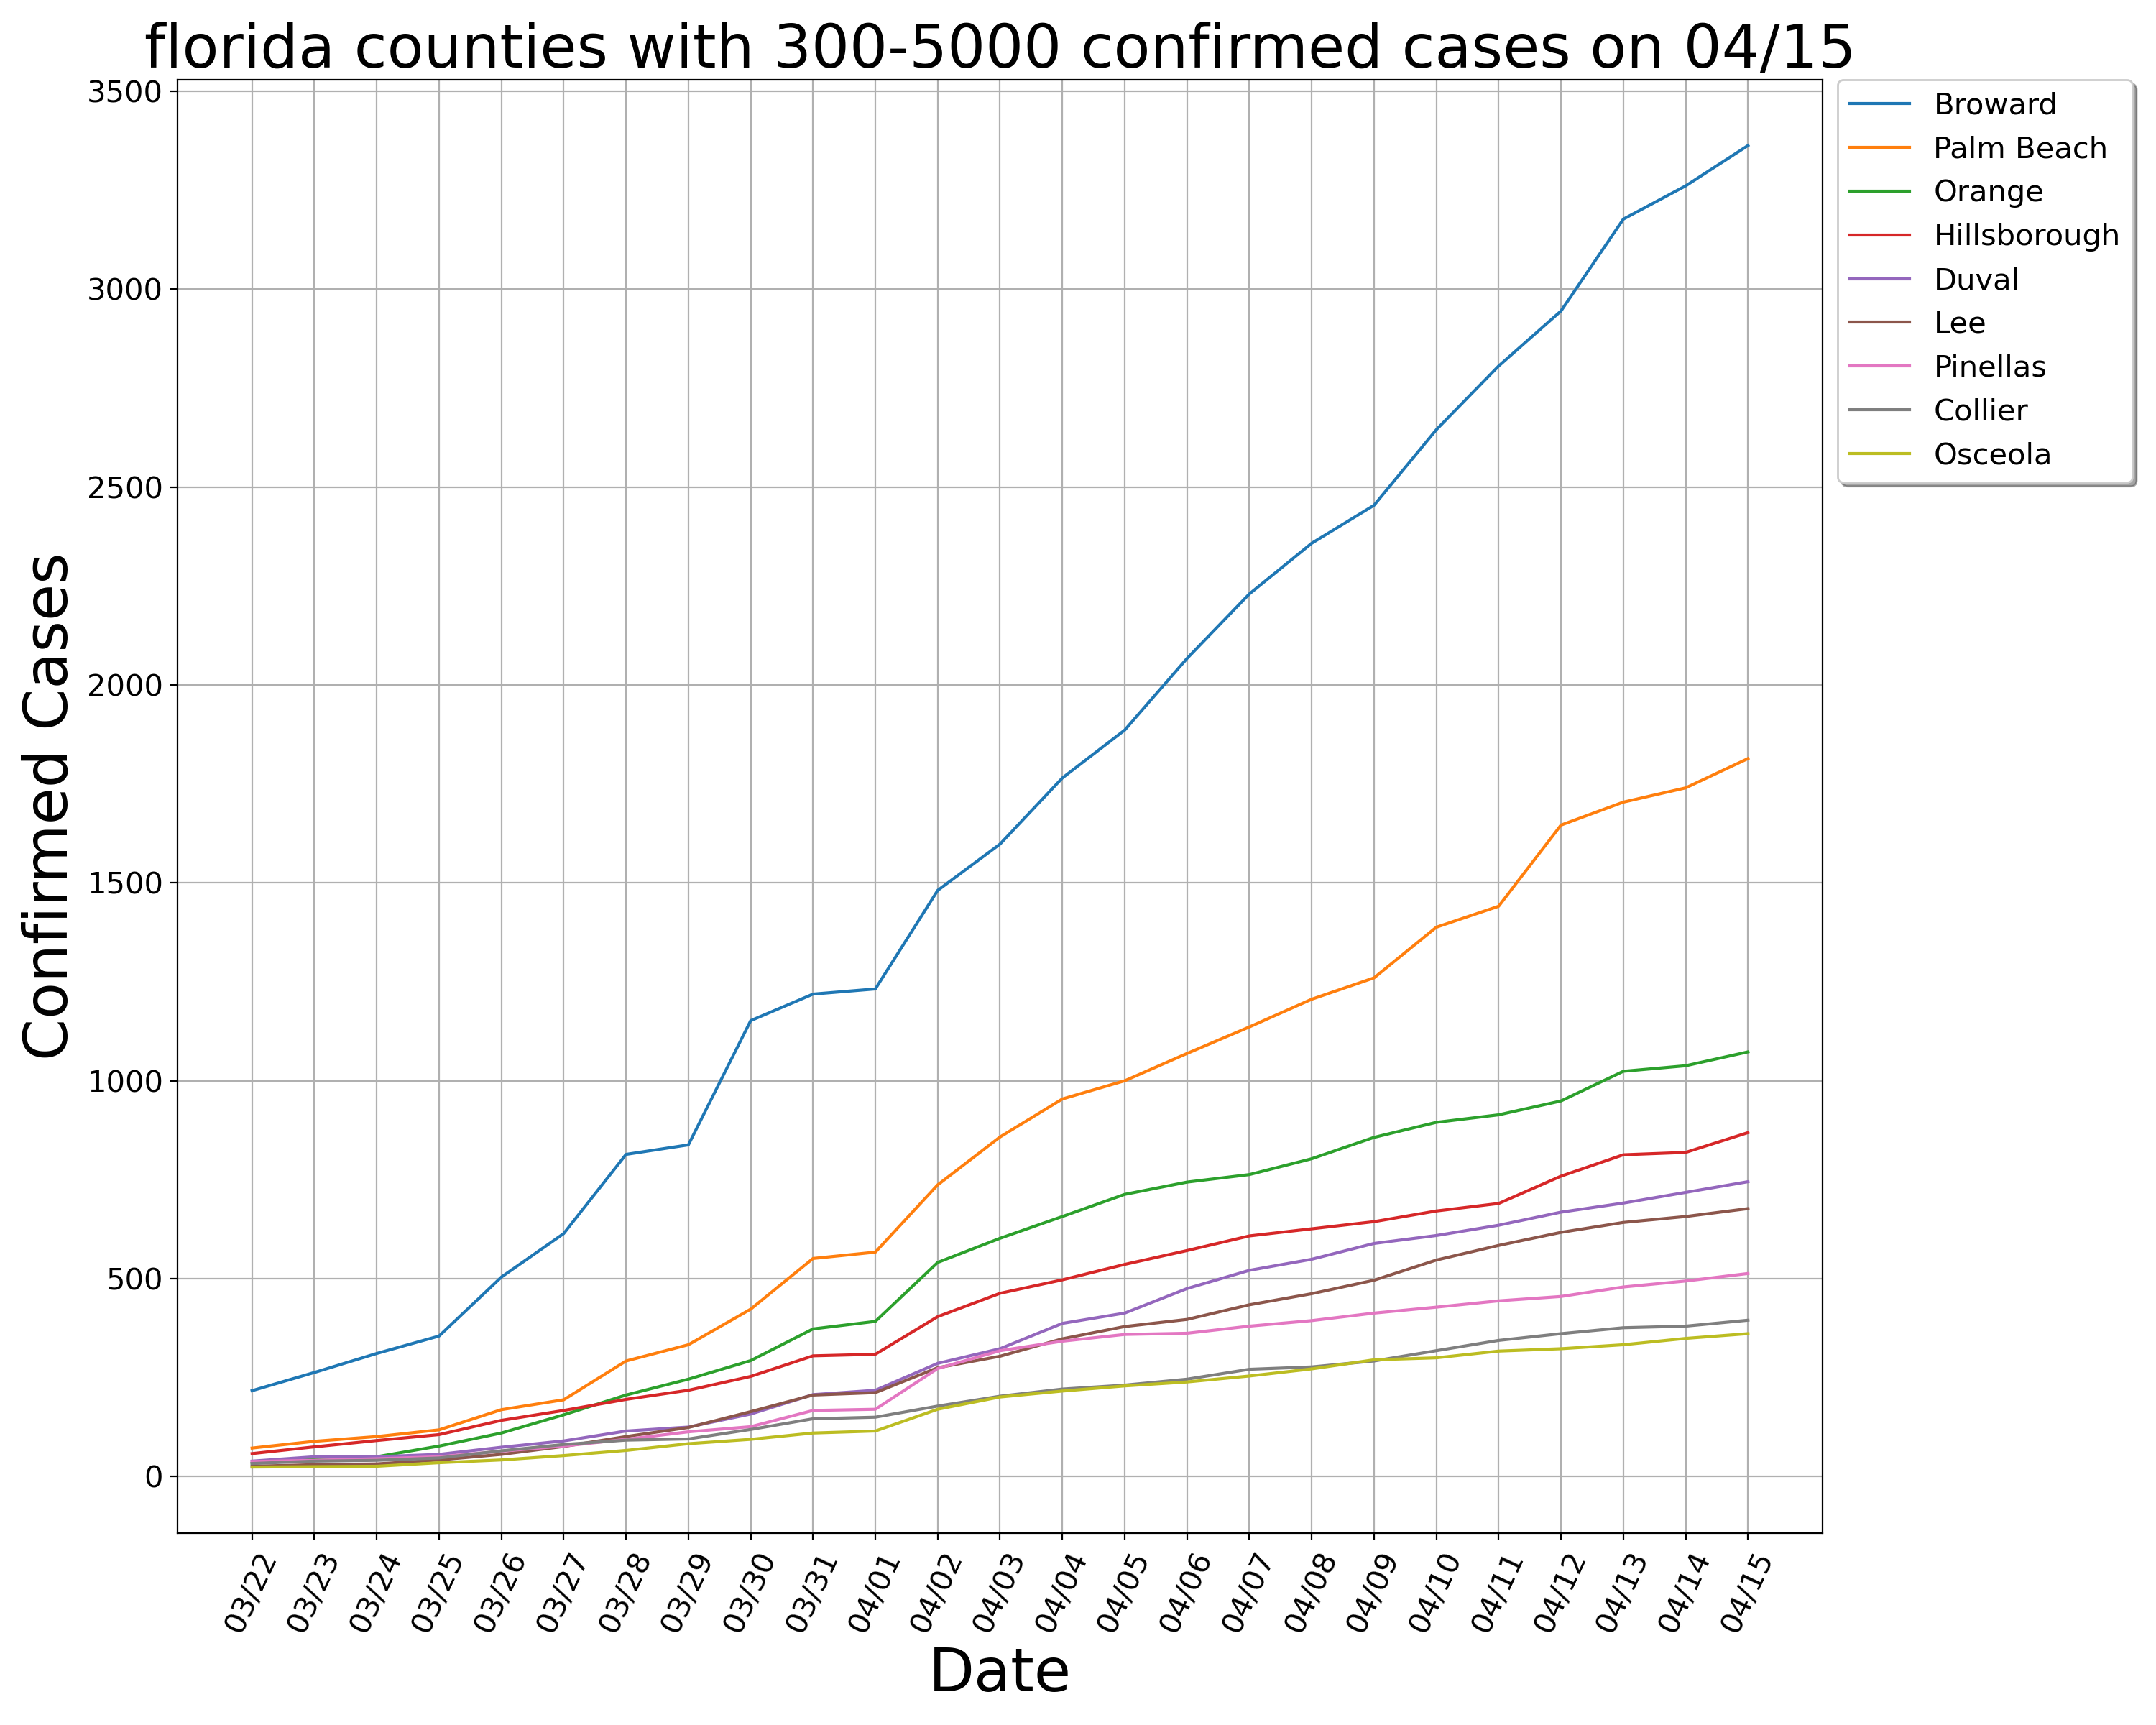 florida counties with 300-5000 confirmed cases on 04/15
3500
3000
2500
2000
1500
1000
500
0
Confirmed Cases
03/22
03/23
03/24
03/25
03/26
03/27
03/28
03/29
03/30
03/31
04/01
04/02
04/03
04/04
04/05
04/06
04/07
04/08
04/09
04/10
04/11
04/12
04/13
04/14
04/15
Date
Broward
Palm Beach
Orange
Hillsborough
Duval
Lee
Pinellas
Collier
Osceola